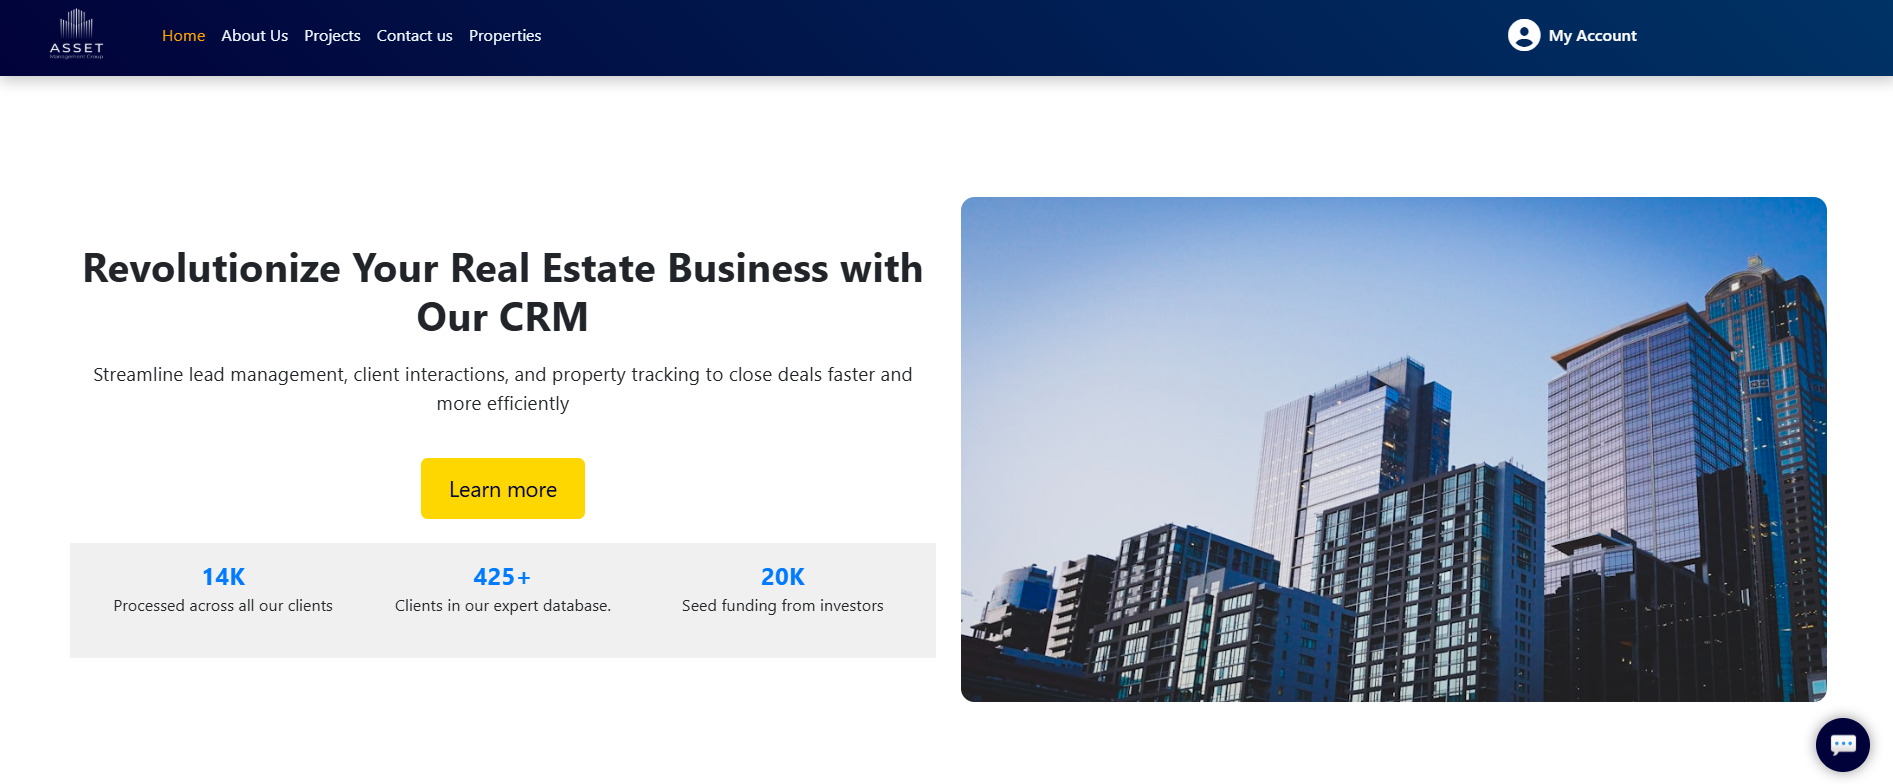 ASSET
Management Group
Home About Us Projects Contact us Properties
My Account
Revolutionize Your Real Estate Business with
Our CRM
Streamline lead management, client interactions, and property tracking to close deals faster and
more efficiently
Learn more
14K 425+ 20K
Processed across all our clients Clients in our expert database. Seed funding from investors